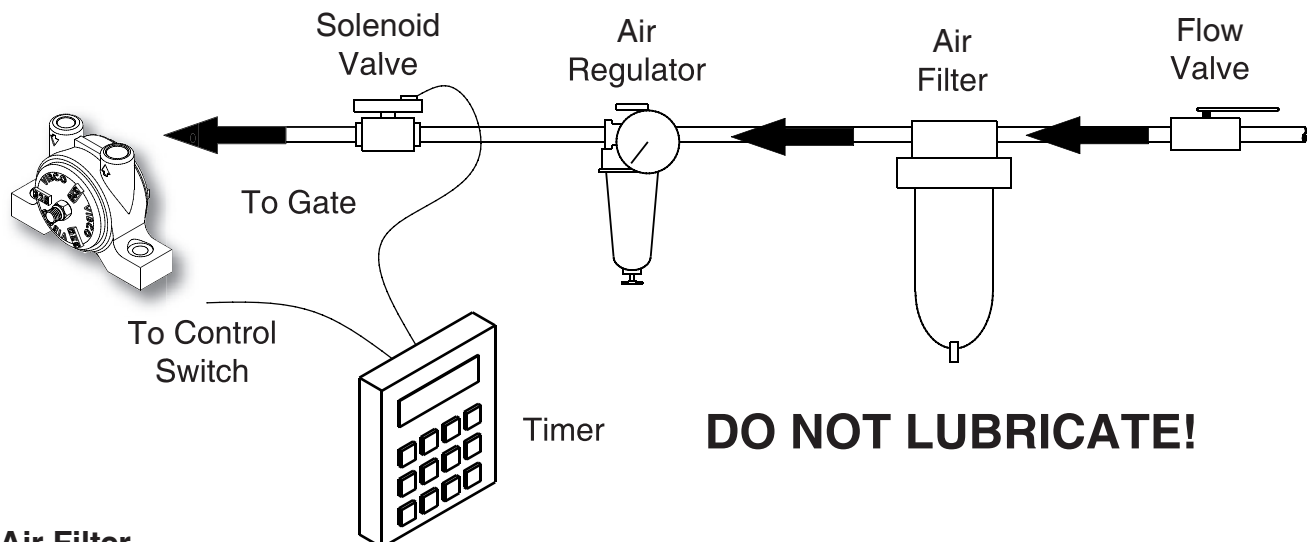 Solenoid
Valve
Air
Regulator
Air
Filter
Flow
Valve
VIBCO
To Gate
To Control
Switch
Timer
DO NOT LUBRICATE!
Air Filter